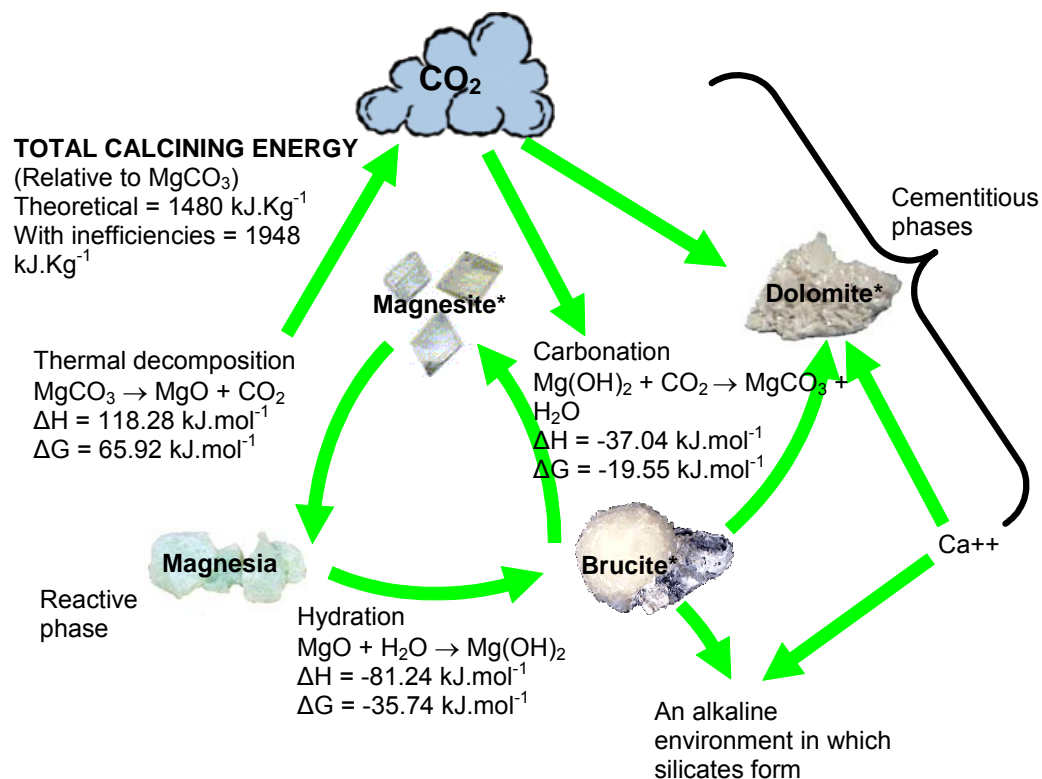 CO₂
TOTAL CALCINING ENERGY
(Relative to MgCO₃)
Theoretical = 1480 kJ.Kg⁻¹
With inefficiencies = 1948
kJ.Kg⁻¹
Cementitious
phases
Magnesite*
Dolomite*
Thermal decomposition
MgCO₃ → MgO + CO₂
ΔH = 118.28 kJ.mol⁻¹
ΔG = 65.92 kJ.mol⁻¹
Carbonation
Mg(OH)₂ + CO₂ → MgCO₃ +
H₂O
ΔH = -37.04 kJ.mol⁻¹
ΔG = -19.55 kJ.mol⁻¹
Magnesia
Brucite*
Ca++
Reactive
phase
Hydration
MgO + H₂O → Mg(OH)₂
ΔH = -81.24 kJ.mol⁻¹
ΔG = -35.74 kJ.mol⁻¹
An alkaline
environment in which
silicates form